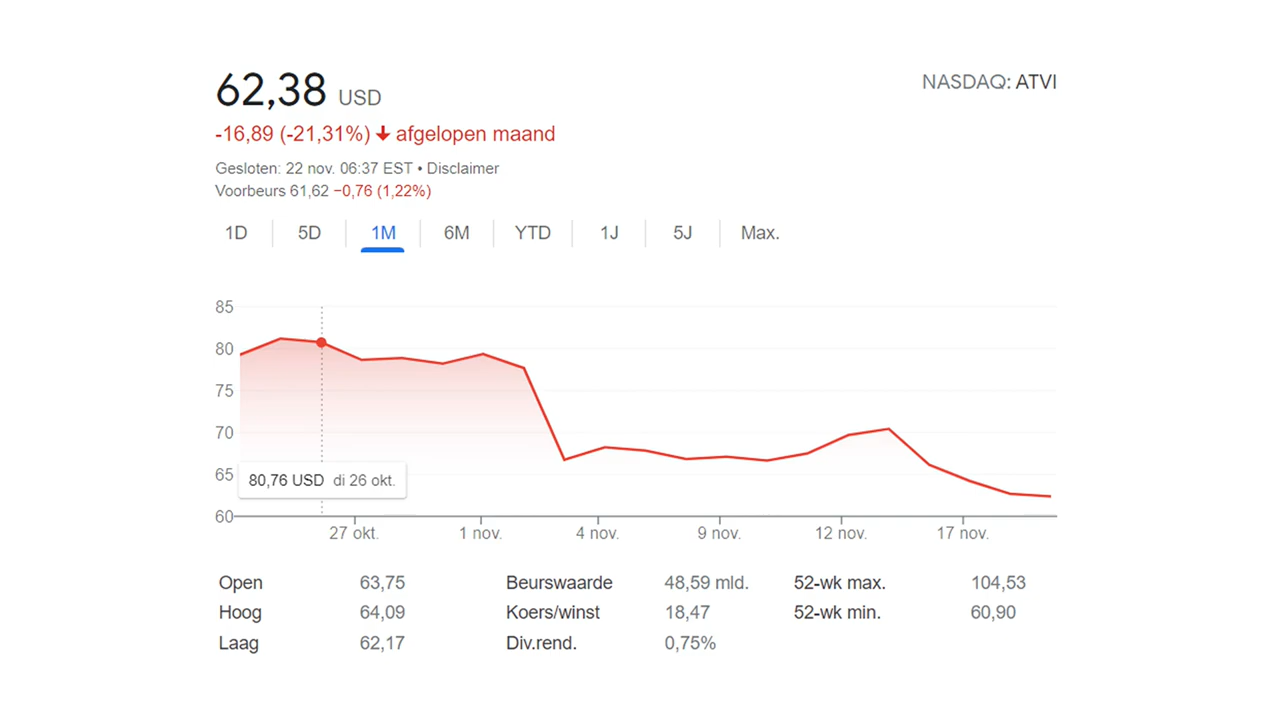 62,38 USD
NASDAQ: ATVI
-16,89 (-21,31%) ↓ afgelopen maand
Gesloten: 22 nov. 06:37 EST • Disclaimer
Voorbeurs 61,62 −0,76 (1,22%)
1D 5D 1M 6M YTD 1J 5J Max.
85
80
75
70
65
60
80,76 USD di 26 okt.
27 okt. 1 nov. 4 nov. 9 nov. 12 nov. 17 nov.
Open 63,75 Beurswaarde 48,59 mld. 52-wk max. 104,53
Hoog 64,09 Koers/winst 18,47 52-wk min. 60,90
Laag 62,17 Div.rend. 0,75%